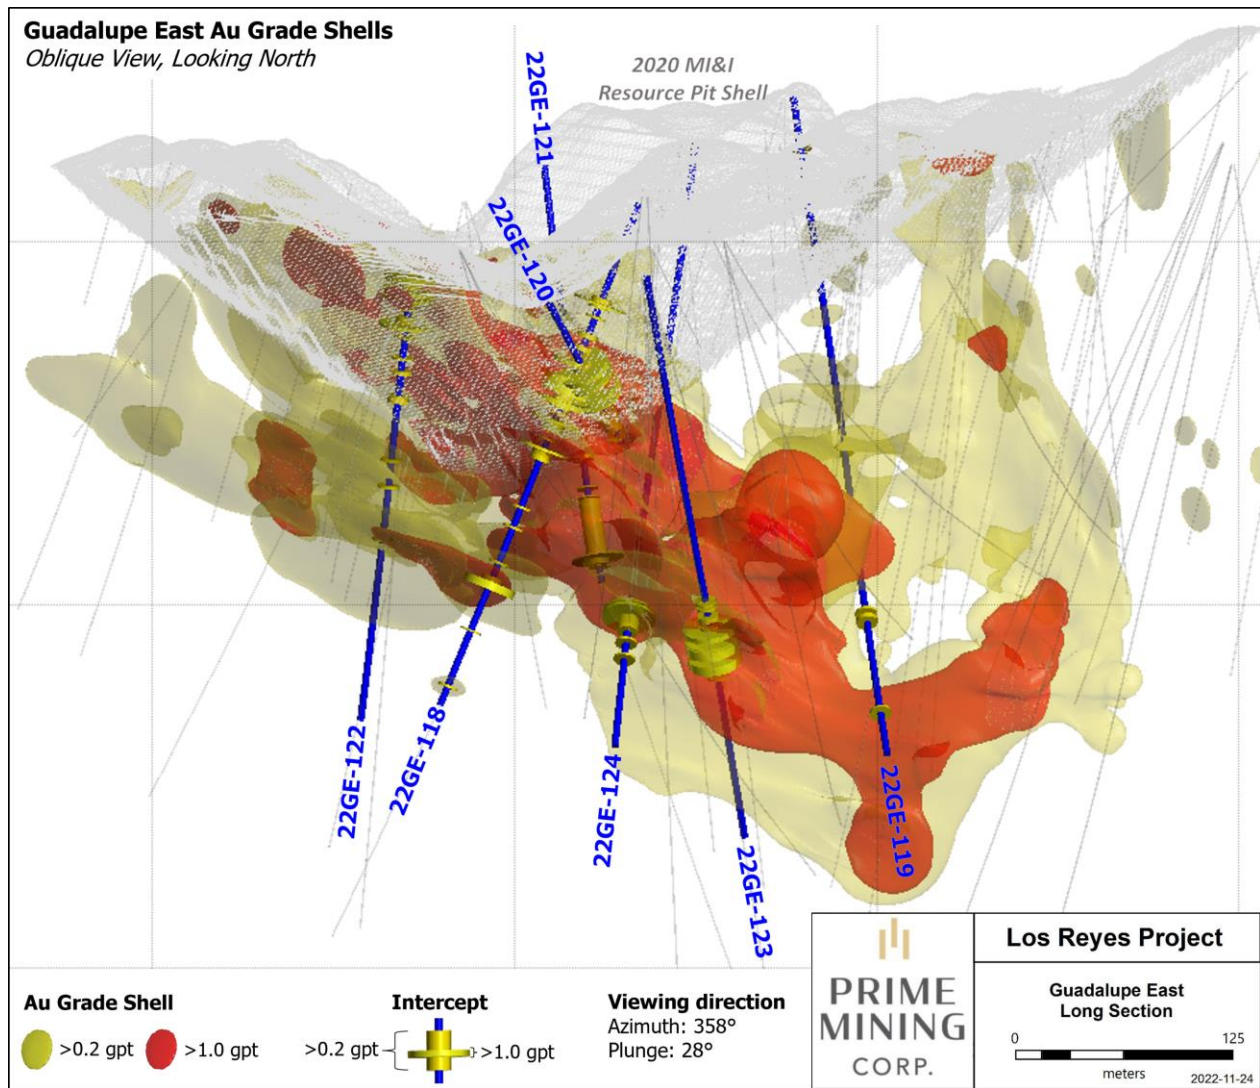 Guadalupe East Au Grade Shells
Oblique View, Looking North
2020 MI&I
Resource Pit Shell
22GE-121
22GE-120
22GE-122
22GE-118
22GE-124
22GE-123
22GE-119
Au Grade Shell
>0.2 gpt
>1.0 gpt
Intercept
>0.2 gpt
>1.0 gpt
Viewing direction
Azimuth: 358°
Plunge: 28°
PRIME
MINING
CORP.
Los Reyes Project
Guadalupe East
Long Section
0 125
meters
2022-11-24